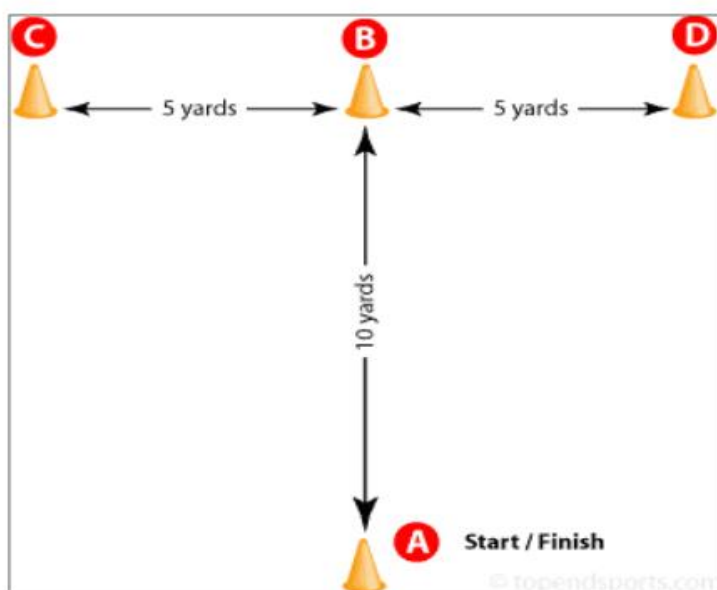 C B D
5 yards 5 yards
10 yards
A Start / Finish
© topendsports.com